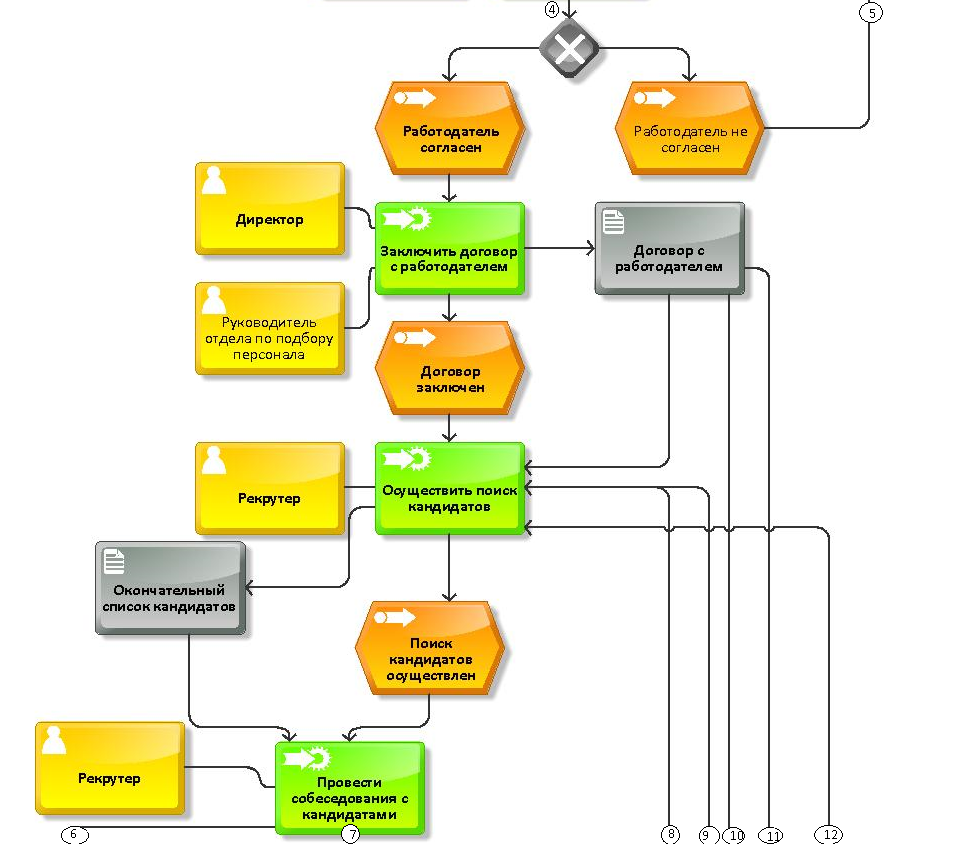 4
5
Работодатель
согласен
Работодатель не
согласен
Директор
Заключить договор
с работодателем
Договор с
работодателем
Руководитель
отдела по подбору
персонала
Договор
заключен
Рекрутер
Осуществить поиск
кандидатов
Окончательный
список кандидатов
Поиск
кандидатов
осуществлен
Рекрутер
Провести
собеседования с
кандидатами
6
7
8
9
10
11
12